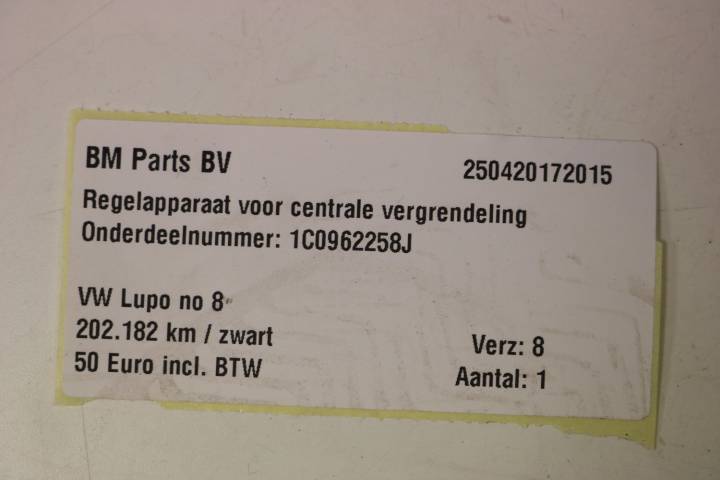 BM Parts BV 250420172015
Regelapparaat voor centrale vergrendeling
Onderdeelnummer: 1C0962258J
VW Lupo no 8
202.182 km / zwart Verz: 8
50 Euro incl. BTW Aantal: 1